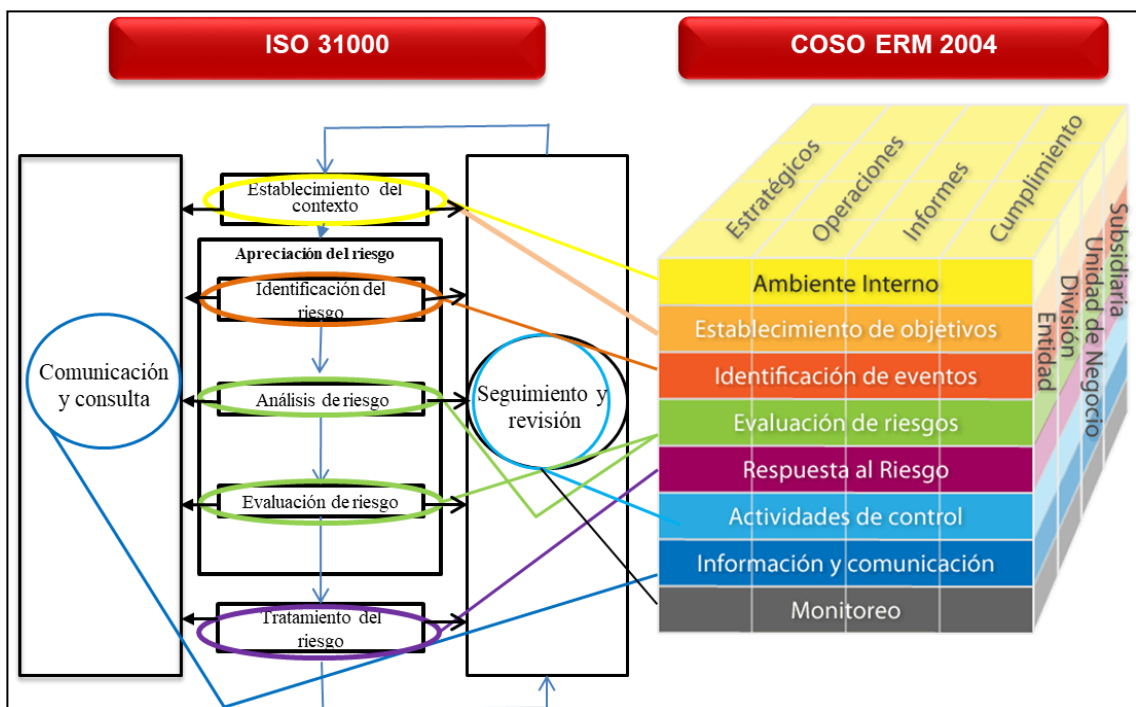 ISO 31000
COSO ERM 2004
Establecimiento del
contexto
Apreciación del riesgo
Identificación del
riesgo
Comunicación
y consulta
Análisis de riesgo
Seguimiento y
revisión
Evaluación de riesgo
Tratamiento del
riesgo
Estratégicos
Operaciones
Informes
Cumplimiento
Ambiente Interno
Establecimiento de objetivos
Identificación de eventos
Evaluación de riesgos
Respuesta al Riesgo
Actividades de control
Información y comunicación
Monitoreo
Entidad
División
Unidad de Negocio
Subsidiaria